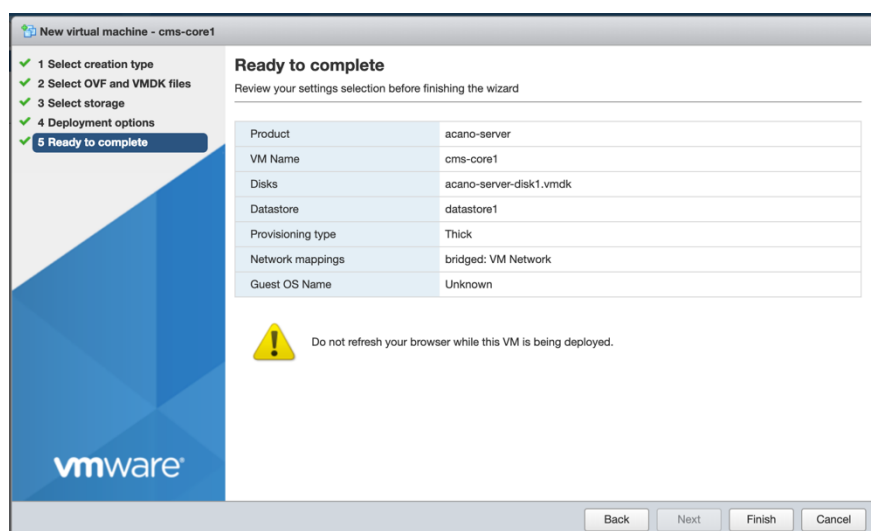 New virtual machine - cms-core1
1 Select creation type
2 Select OVF and VMDK files
3 Select storage
4 Deployment options
5 Ready to complete
Ready to complete
Review your settings selection before finishing the wizard
Product acano-server
VM Name cms-core1
Disks acano-server-disk1.vmdk
Datastore datastore1
Provisioning type Thick
Network mappings bridged: VM Network
Guest OS Name Unknown
Do not refresh your browser while this VM is being deployed.
vmware®
Back Next Finish Cancel